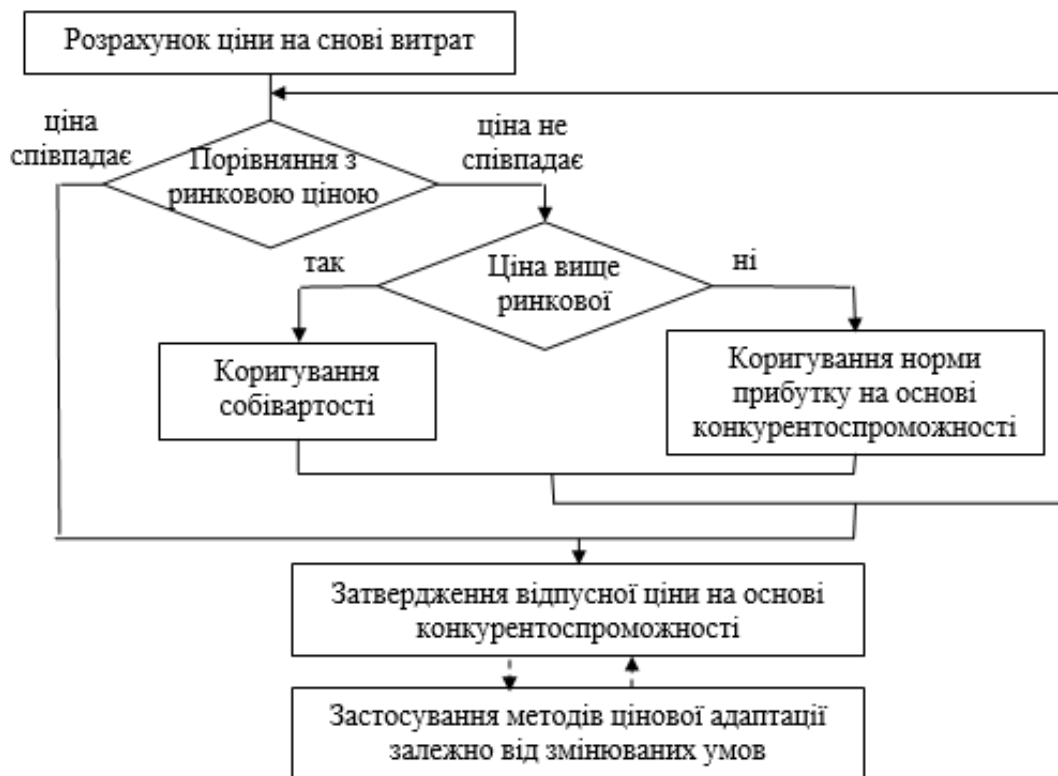 Розрахунок ціни на снові витрат
ціна
співпадає
ціна не
співпадає
Порівняння з
ринковою ціною
так
Ціна вище
ринкової
ні
Коригування
собівартості
Коригування норми
прибутку на основі
конкурентоспроможності
Затвердження відпусної ціни на основі
конкурентоспроможності
Застосування методів цінової адаптації
залежно від змінюваних умов